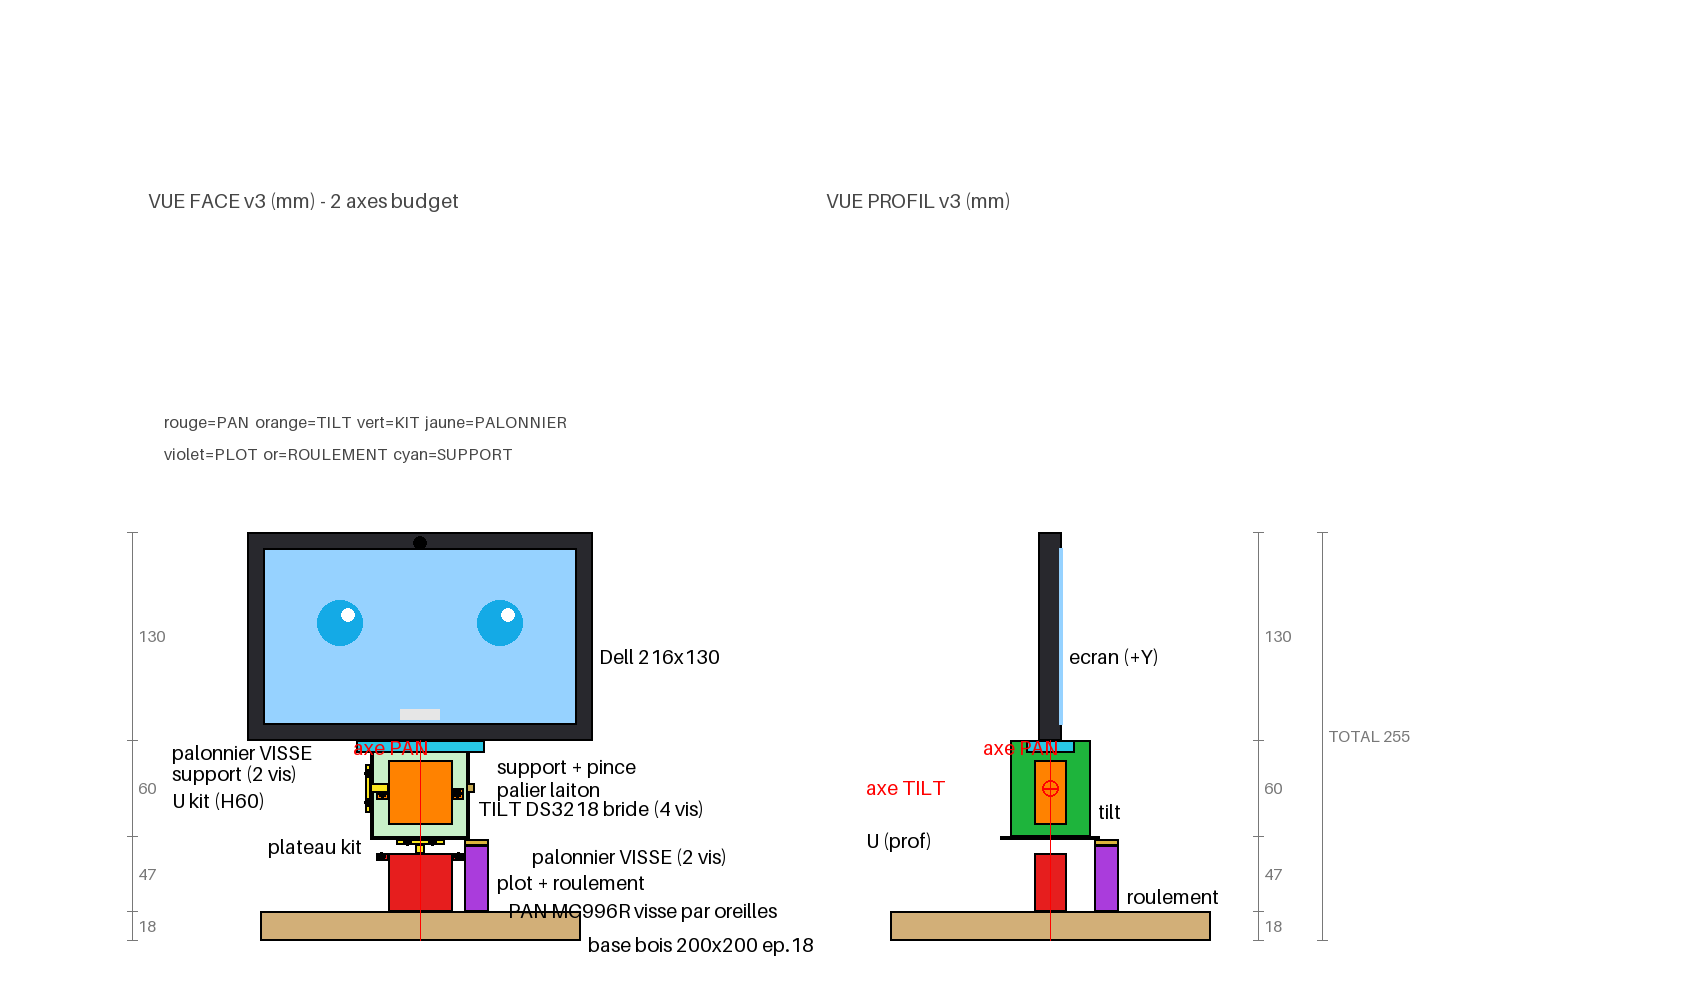 VUE FACE v3 (mm) - 2 axes budget
VUE PROFIL v3 (mm)
rouge=PAN orange=TILT vert=KIT jaune=PALONNIER
violet=PLOT or=ROULEMENT cyan=SUPPORT
130
Dell 216x130
ecran (+Y)
130
TOTAL 255
axe PAN
axe PAN
palonnier VISSE
support (2 vis)
U kit (H60)
60
support + pince
palier laiton
TILT DS3218 bride (4 vis)
axe TILT
tilt
60
U (prof)
plateau kit
palonnier VISSE (2 vis)
47
plot + roulement
47
roulement
PAN MG996R visse par oreilles
18
18
base bois 200x200 ep.18